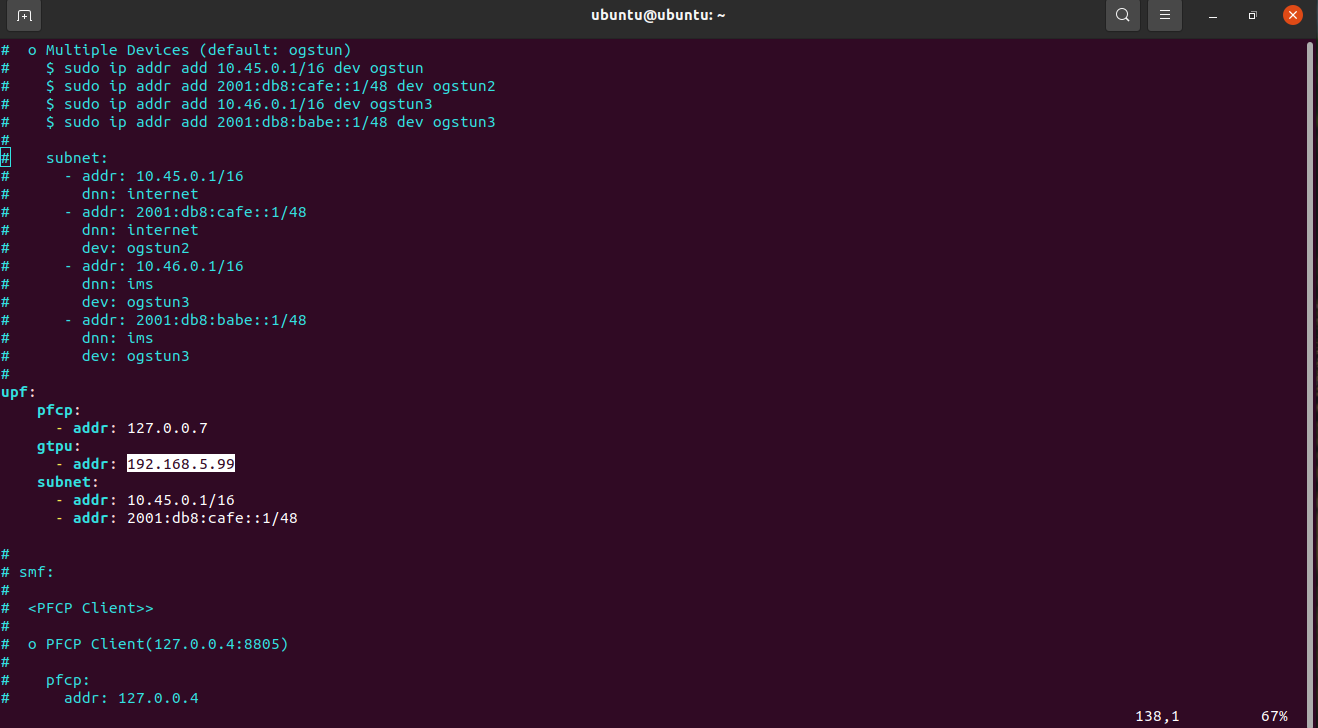 ubuntu@ubuntu: ~
#  o Multiple Devices (default: ogstun)
#    $ sudo ip addr add 10.45.0.1/16 dev ogstun
#    $ sudo ip addr add 2001:db8:cafe::1/48 dev ogstun2
#    $ sudo ip addr add 10.46.0.1/16 dev ogstun3
#    $ sudo ip addr add 2001:db8:babe::1/48 dev ogstun3
#
#    subnet:
#      - addr: 10.45.0.1/16
#        dnn: internet
#      - addr: 2001:db8:cafe::1/48
#        dnn: internet
#        dev: ogstun2
#      - addr: 10.46.0.1/16
#        dnn: ims
#        dev: ogstun3
#      - addr: 2001:db8:babe::1/48
#        dnn: ims
#        dev: ogstun3
#
upf:
    pfcp:
      - addr: 127.0.0.7
    gtpu:
      - addr: 192.168.5.99
    subnet:
      - addr: 10.45.0.1/16
      - addr: 2001:db8:cafe::1/48
#
# smf:
#
#  <PFCP Client>>
#
#  o PFCP Client(127.0.0.4:8805)
#
#    pfcp:
#      addr: 127.0.0.4
138,1 67%